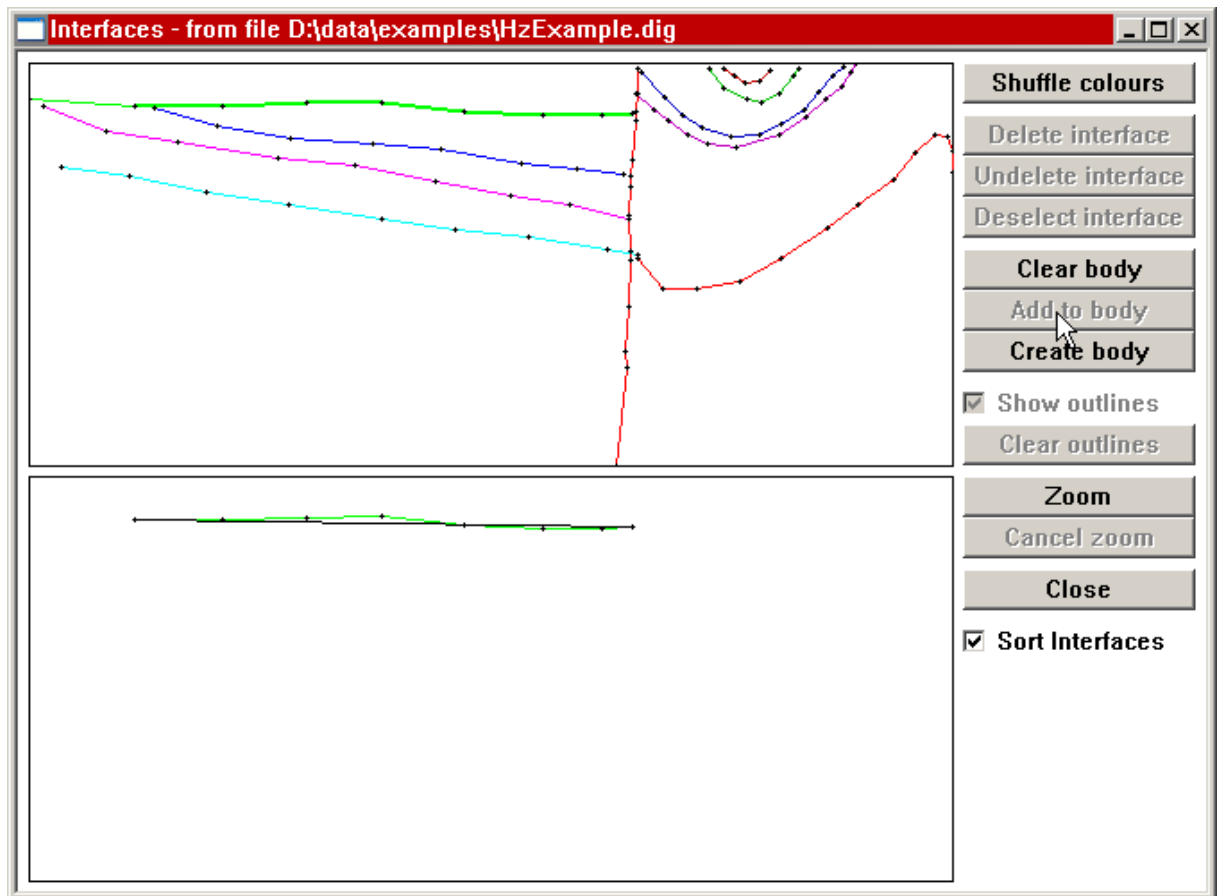 Interfaces - from file D:\data\examples\HzExample.dig
Shuffle colours
Delete interface
Undelete interface
Deselect interface
Clear body
Add to body
Create body
Show outlines
Clear outlines
Zoom
Cancel zoom
Close
Sort Interfaces